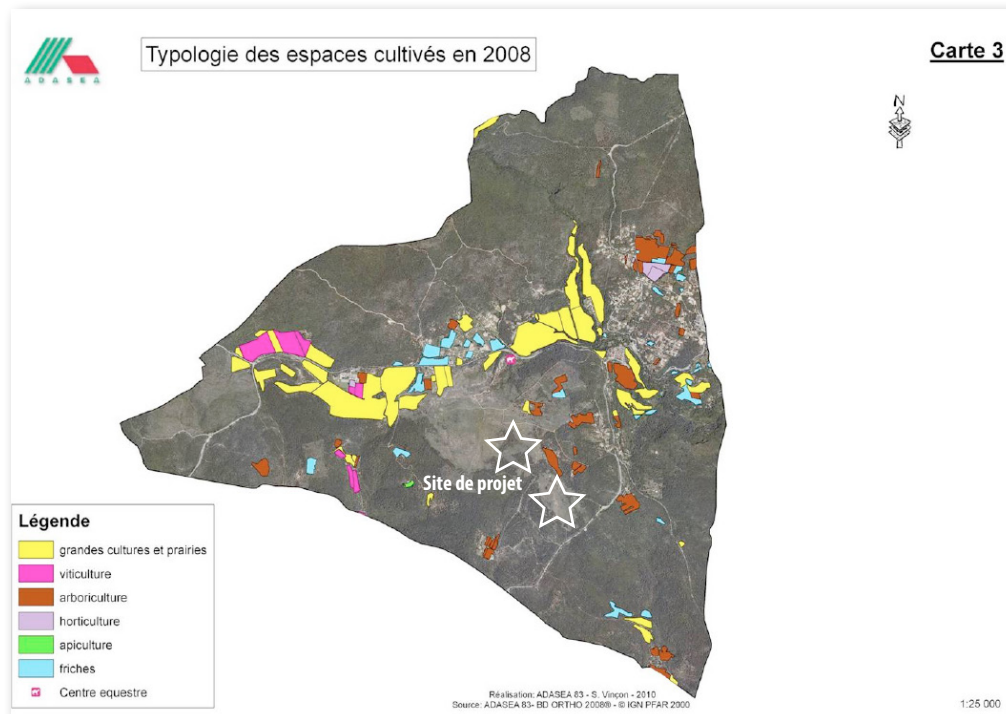 ADASEA
Typologie des espaces cultivés en 2008
Carte 3
N
Site de projet
Légende
grandes cultures et prairies
viticulture
arboriculture
horticulture
apiculture
friches
Centre equestre
Réalisation: ADASEA 83 - S. Vinçon - 2010
Source: ADASEA 83- BD ORTHO 2008® - © IGN PFAR 2000
1:25 000